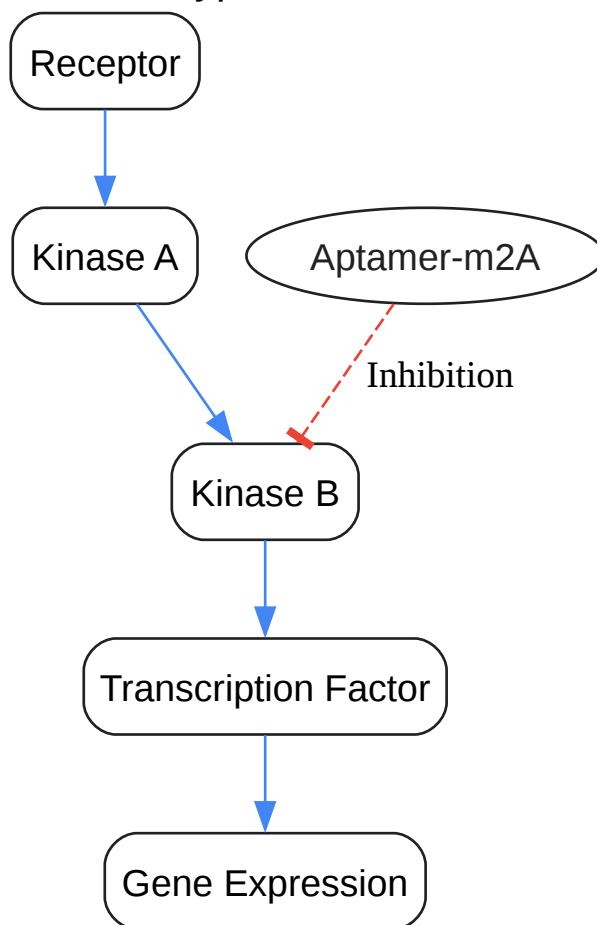 Receptor
Kinase A
Aptamer-m2A
Inhibition
Kinase B
Transcription Factor
Gene Expression